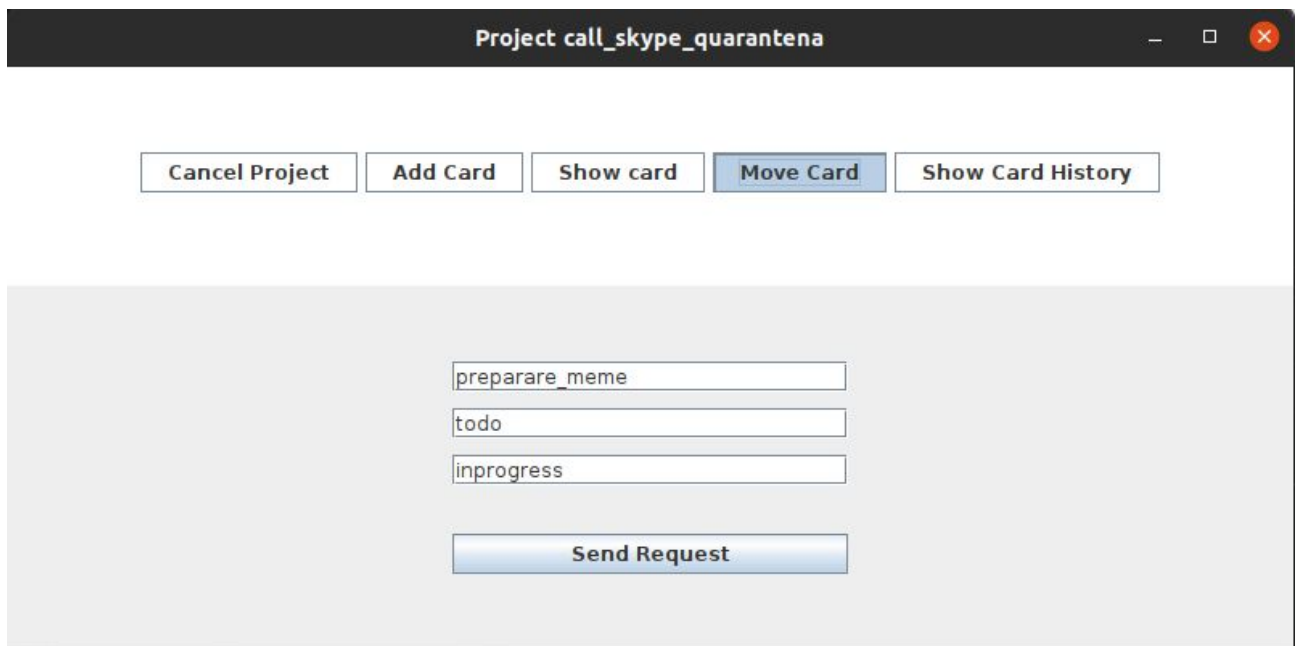 Project call_skype_quarantena
Cancel Project Add Card Show card Move Card Show Card History
preparare_meme
todo
inprogress
Send Request